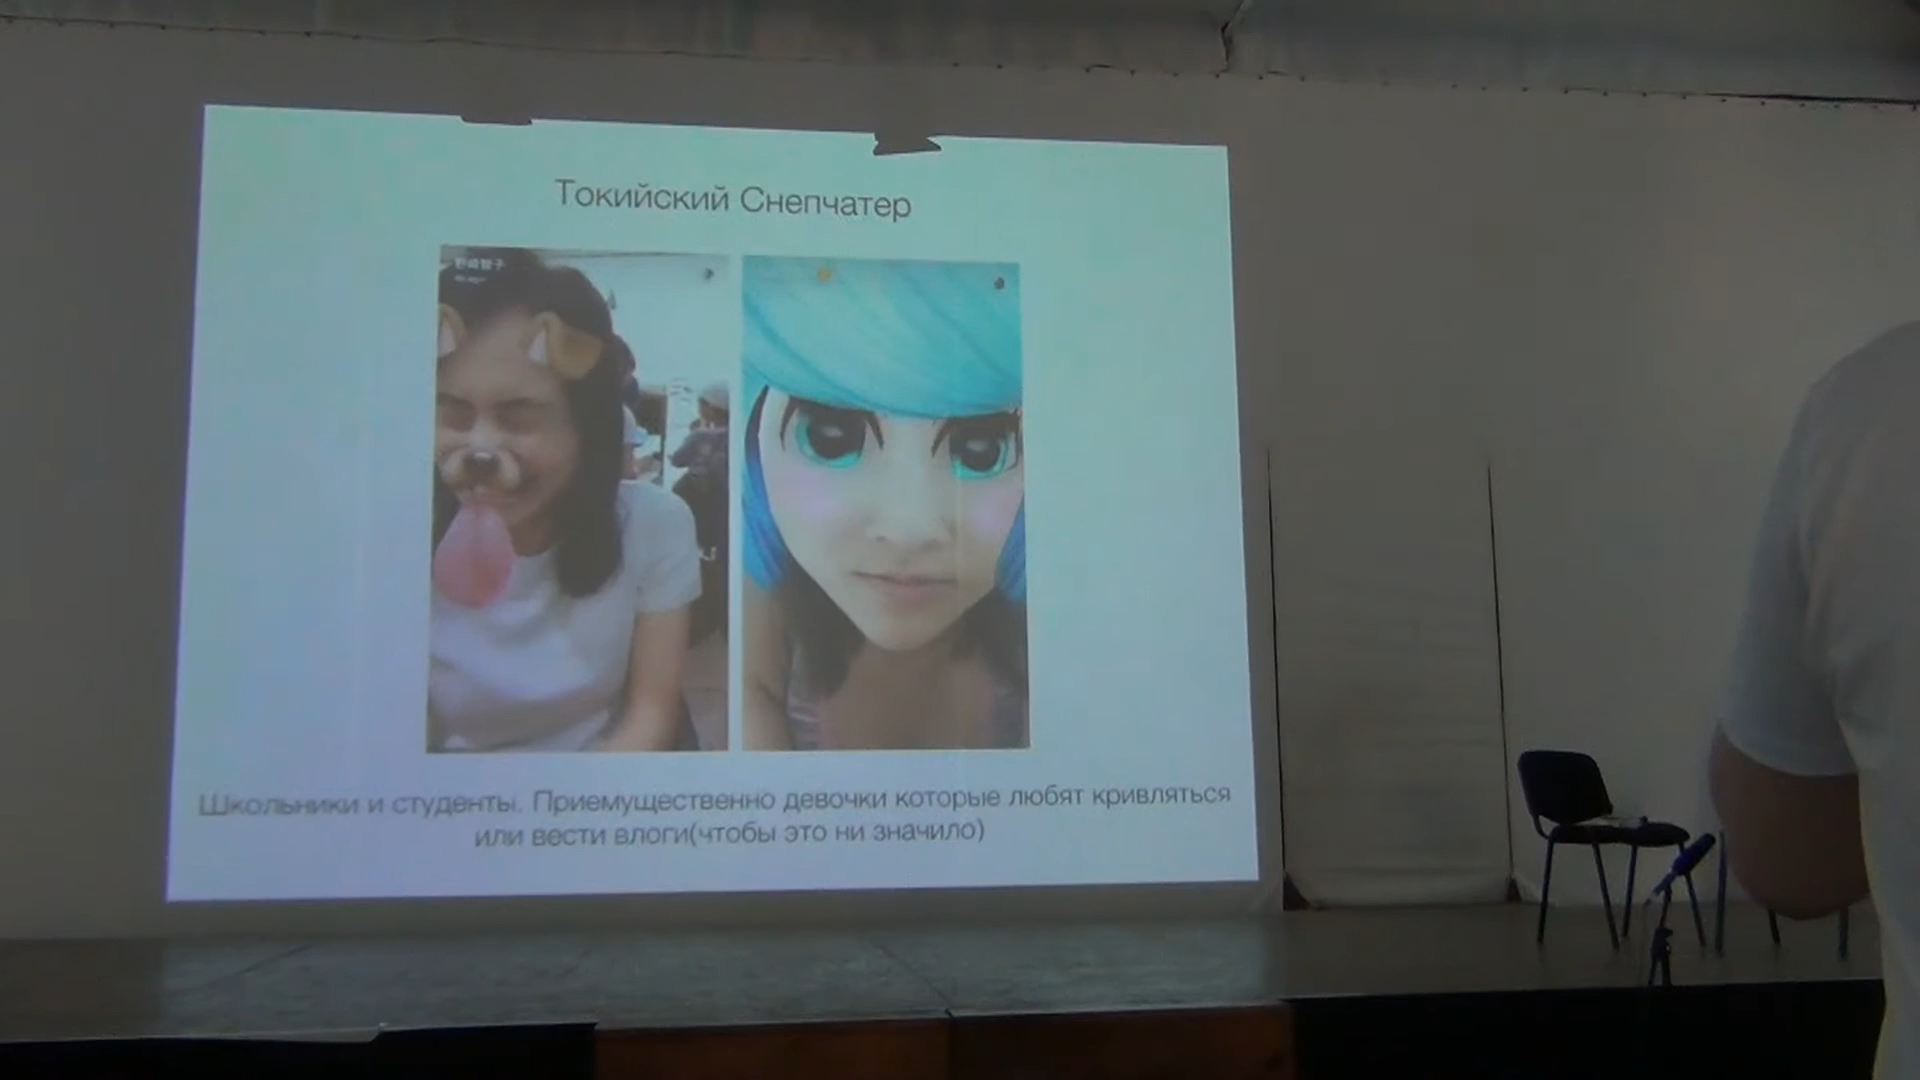 Токийский Снепчатер
Школьники и студенты. Приемущественно девочки которые любят кривляться
или вести влоги(чтобы это ни значило)